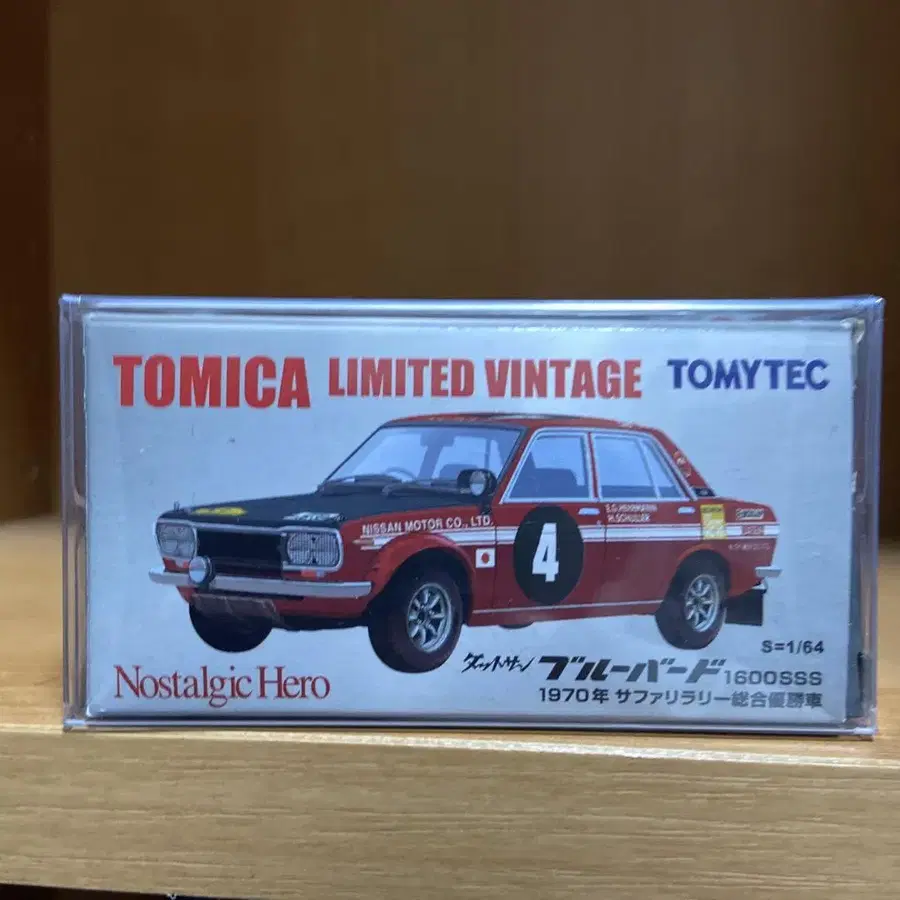 TOMICA LIMITED VINTAGE TOMYTEC
NISSAN MOTOR CO., LTD.
E.G.HERRMANN
H.SCHULLER
4
S=1/64
Nostalgic Hero
ダットサン ブルーバード 1600SSS
1970年 サファリラリー総合優勝車